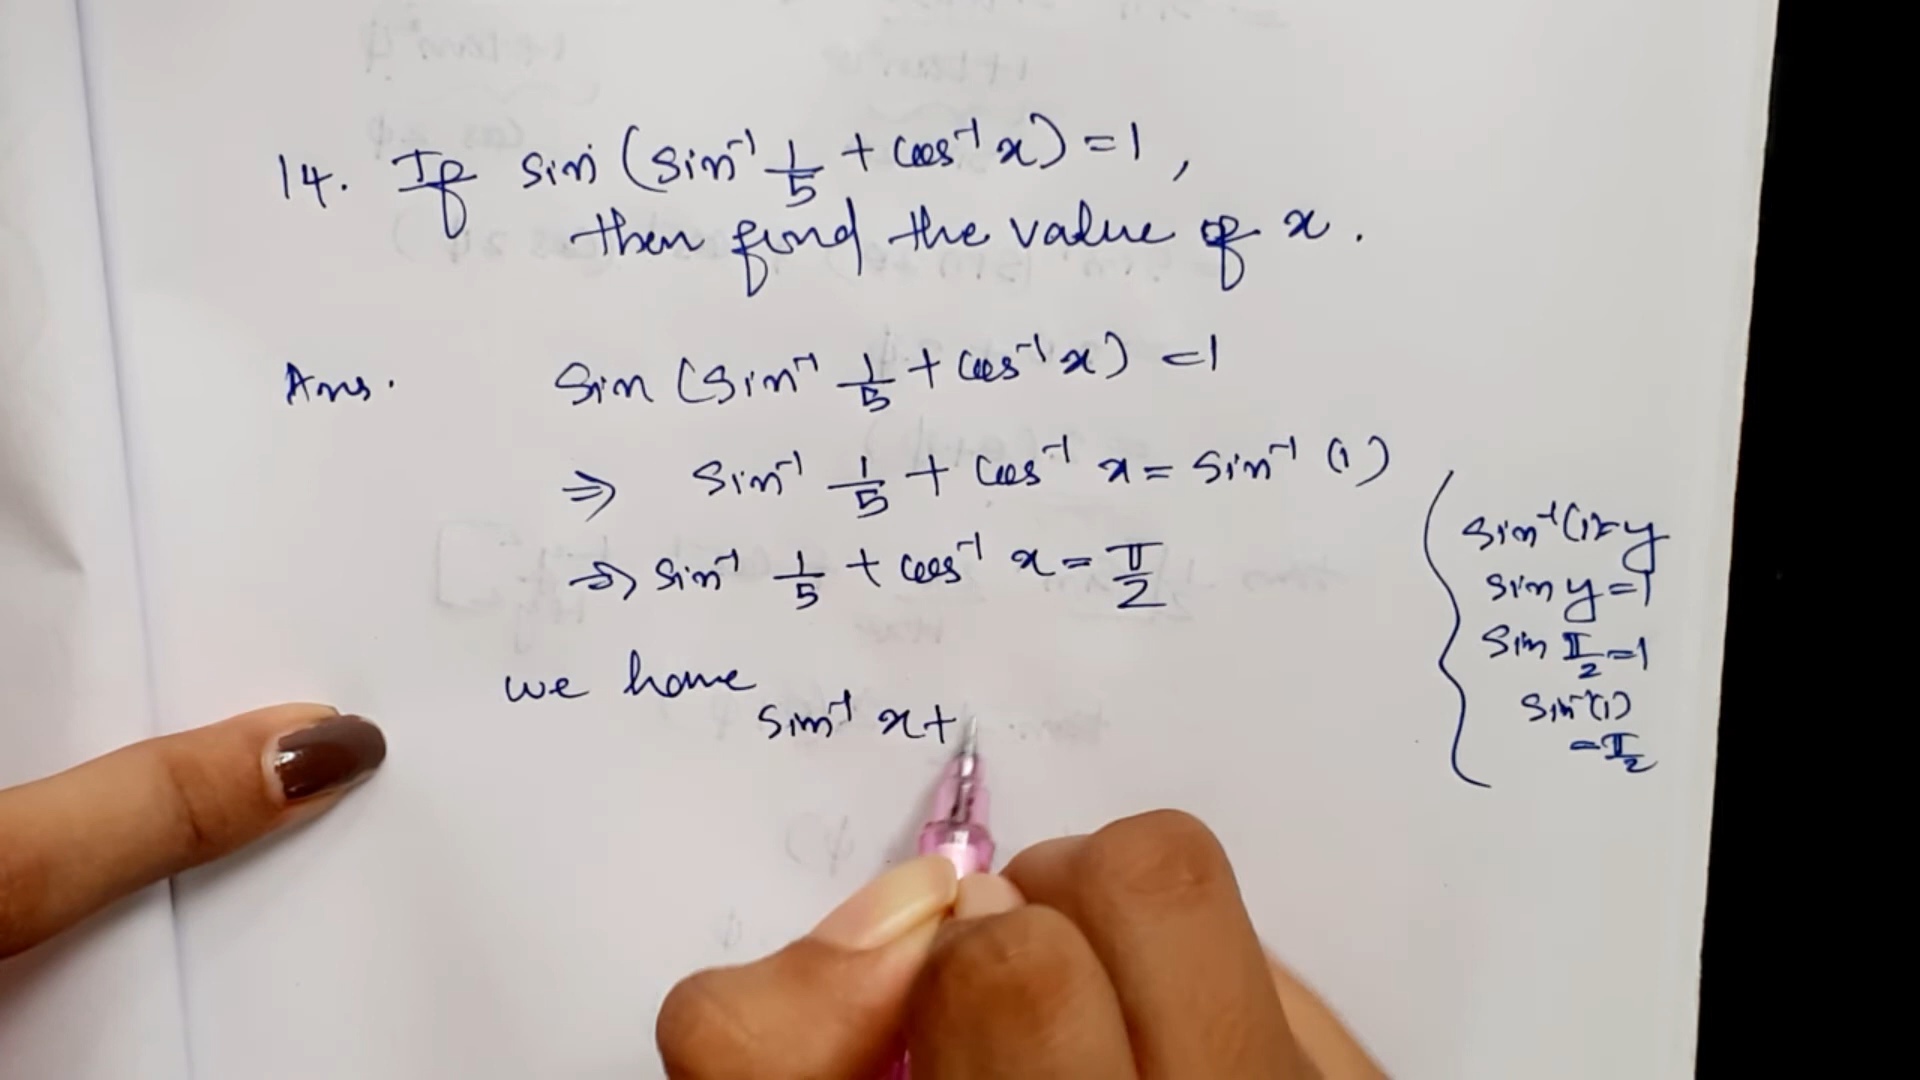 14. If sin (sin⁻¹ 1/5 + cos⁻¹ x) = 1,
then find the value of x.
Ans. Sin (Sin⁻¹ 1/5 + cos⁻¹ x) = 1
⇒ Sin⁻¹ 1/5 + cos⁻¹ x = Sin⁻¹ (1)
⇒ Sin⁻¹ 1/5 + cos⁻¹ x = π/2
we have
Sin⁻¹ x +
Sin⁻¹(1) = y
Sin y = 1
Sin π/2 = 1
Sin⁻¹(1)
= π/2